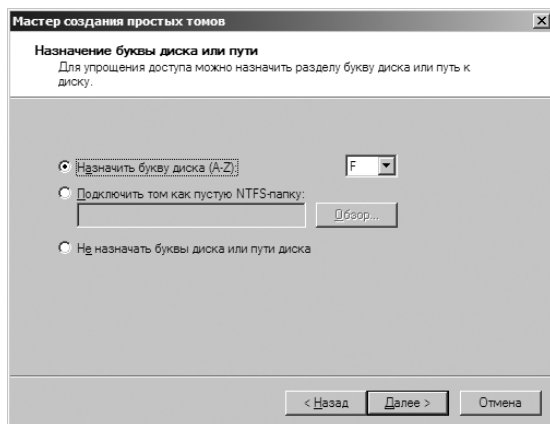 Мастер создания простых томов
Назначение буквы диска или пути
Для упрощения доступа можно назначить разделу букву диска или путь к
диску.
Назначить букву диска (A-Z): F
Подключить том как пустую NTFS-папку:
Обзор...
Не назначать буквы диска или пути диска
< Назад Далее > Отмена